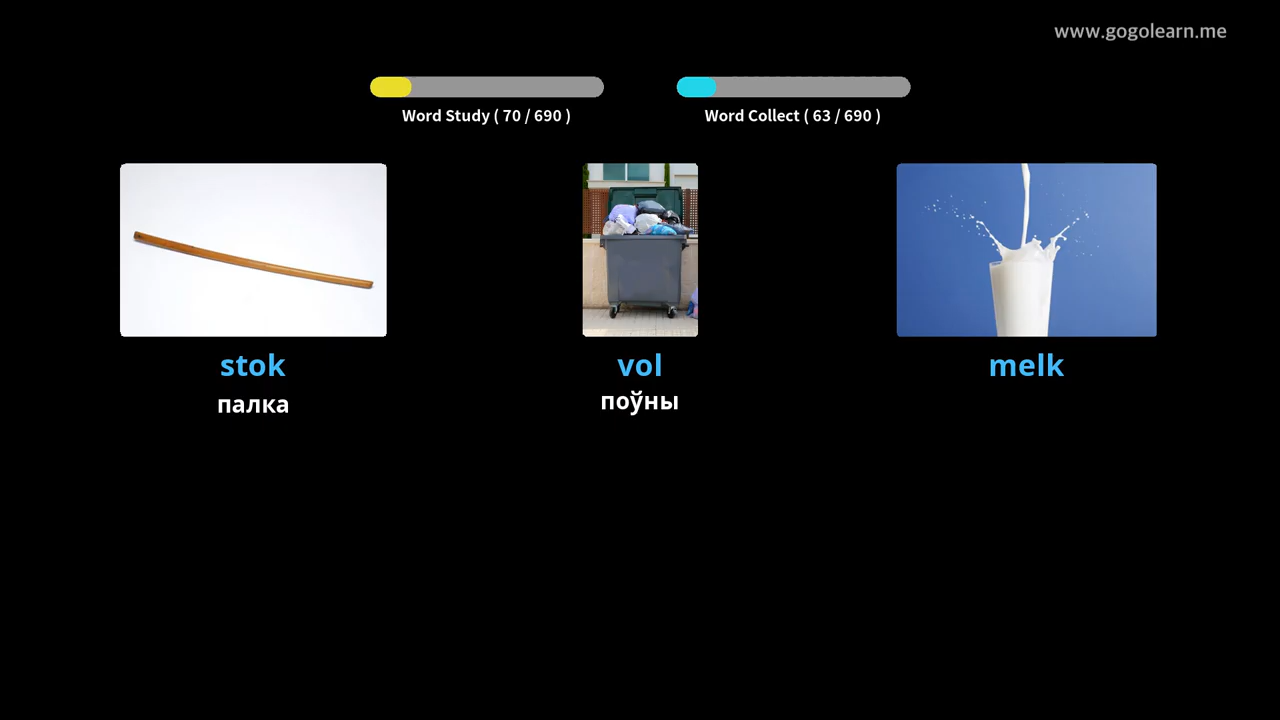 www.gogolearn.me
Word Study ( 70 / 690 )
Word Collect ( 63 / 690 )
stok
vol
melk
палка
поўны